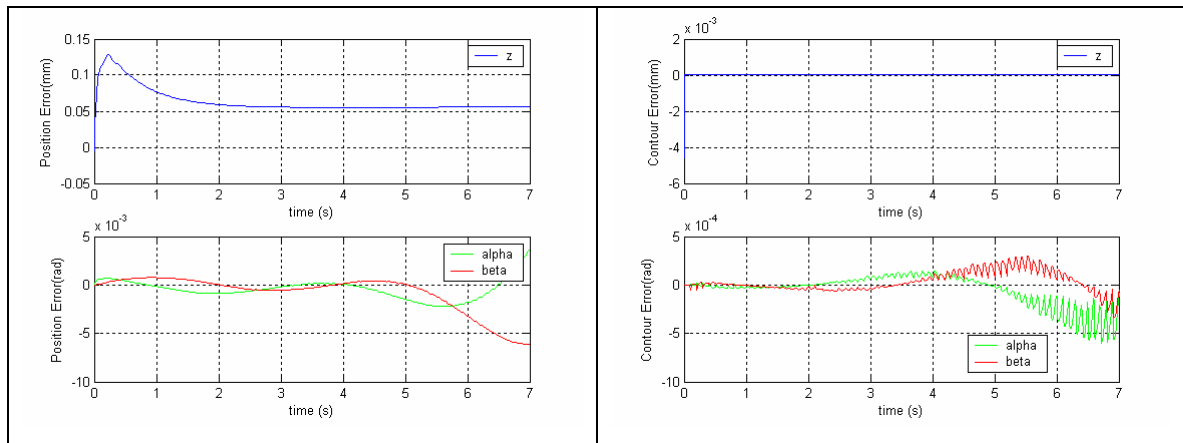 0.15
0.1
0.05
0
-0.05
Position Error(mm)
z
0 1 2 3 4 5 6 7
time (s)
x 10-3
5
0
-5
-10
Position Error(rad)
alpha
beta
0 1 2 3 4 5 6 7
time (s)
x 10-3
2
0
-2
-4
-6
Contour Error(mm)
z
0 1 2 3 4 5 6 7
time (s)
x 10-4
5
0
-5
-10
Contour Error(rad)
alpha
beta
0 1 2 3 4 5 6 7
time (s)